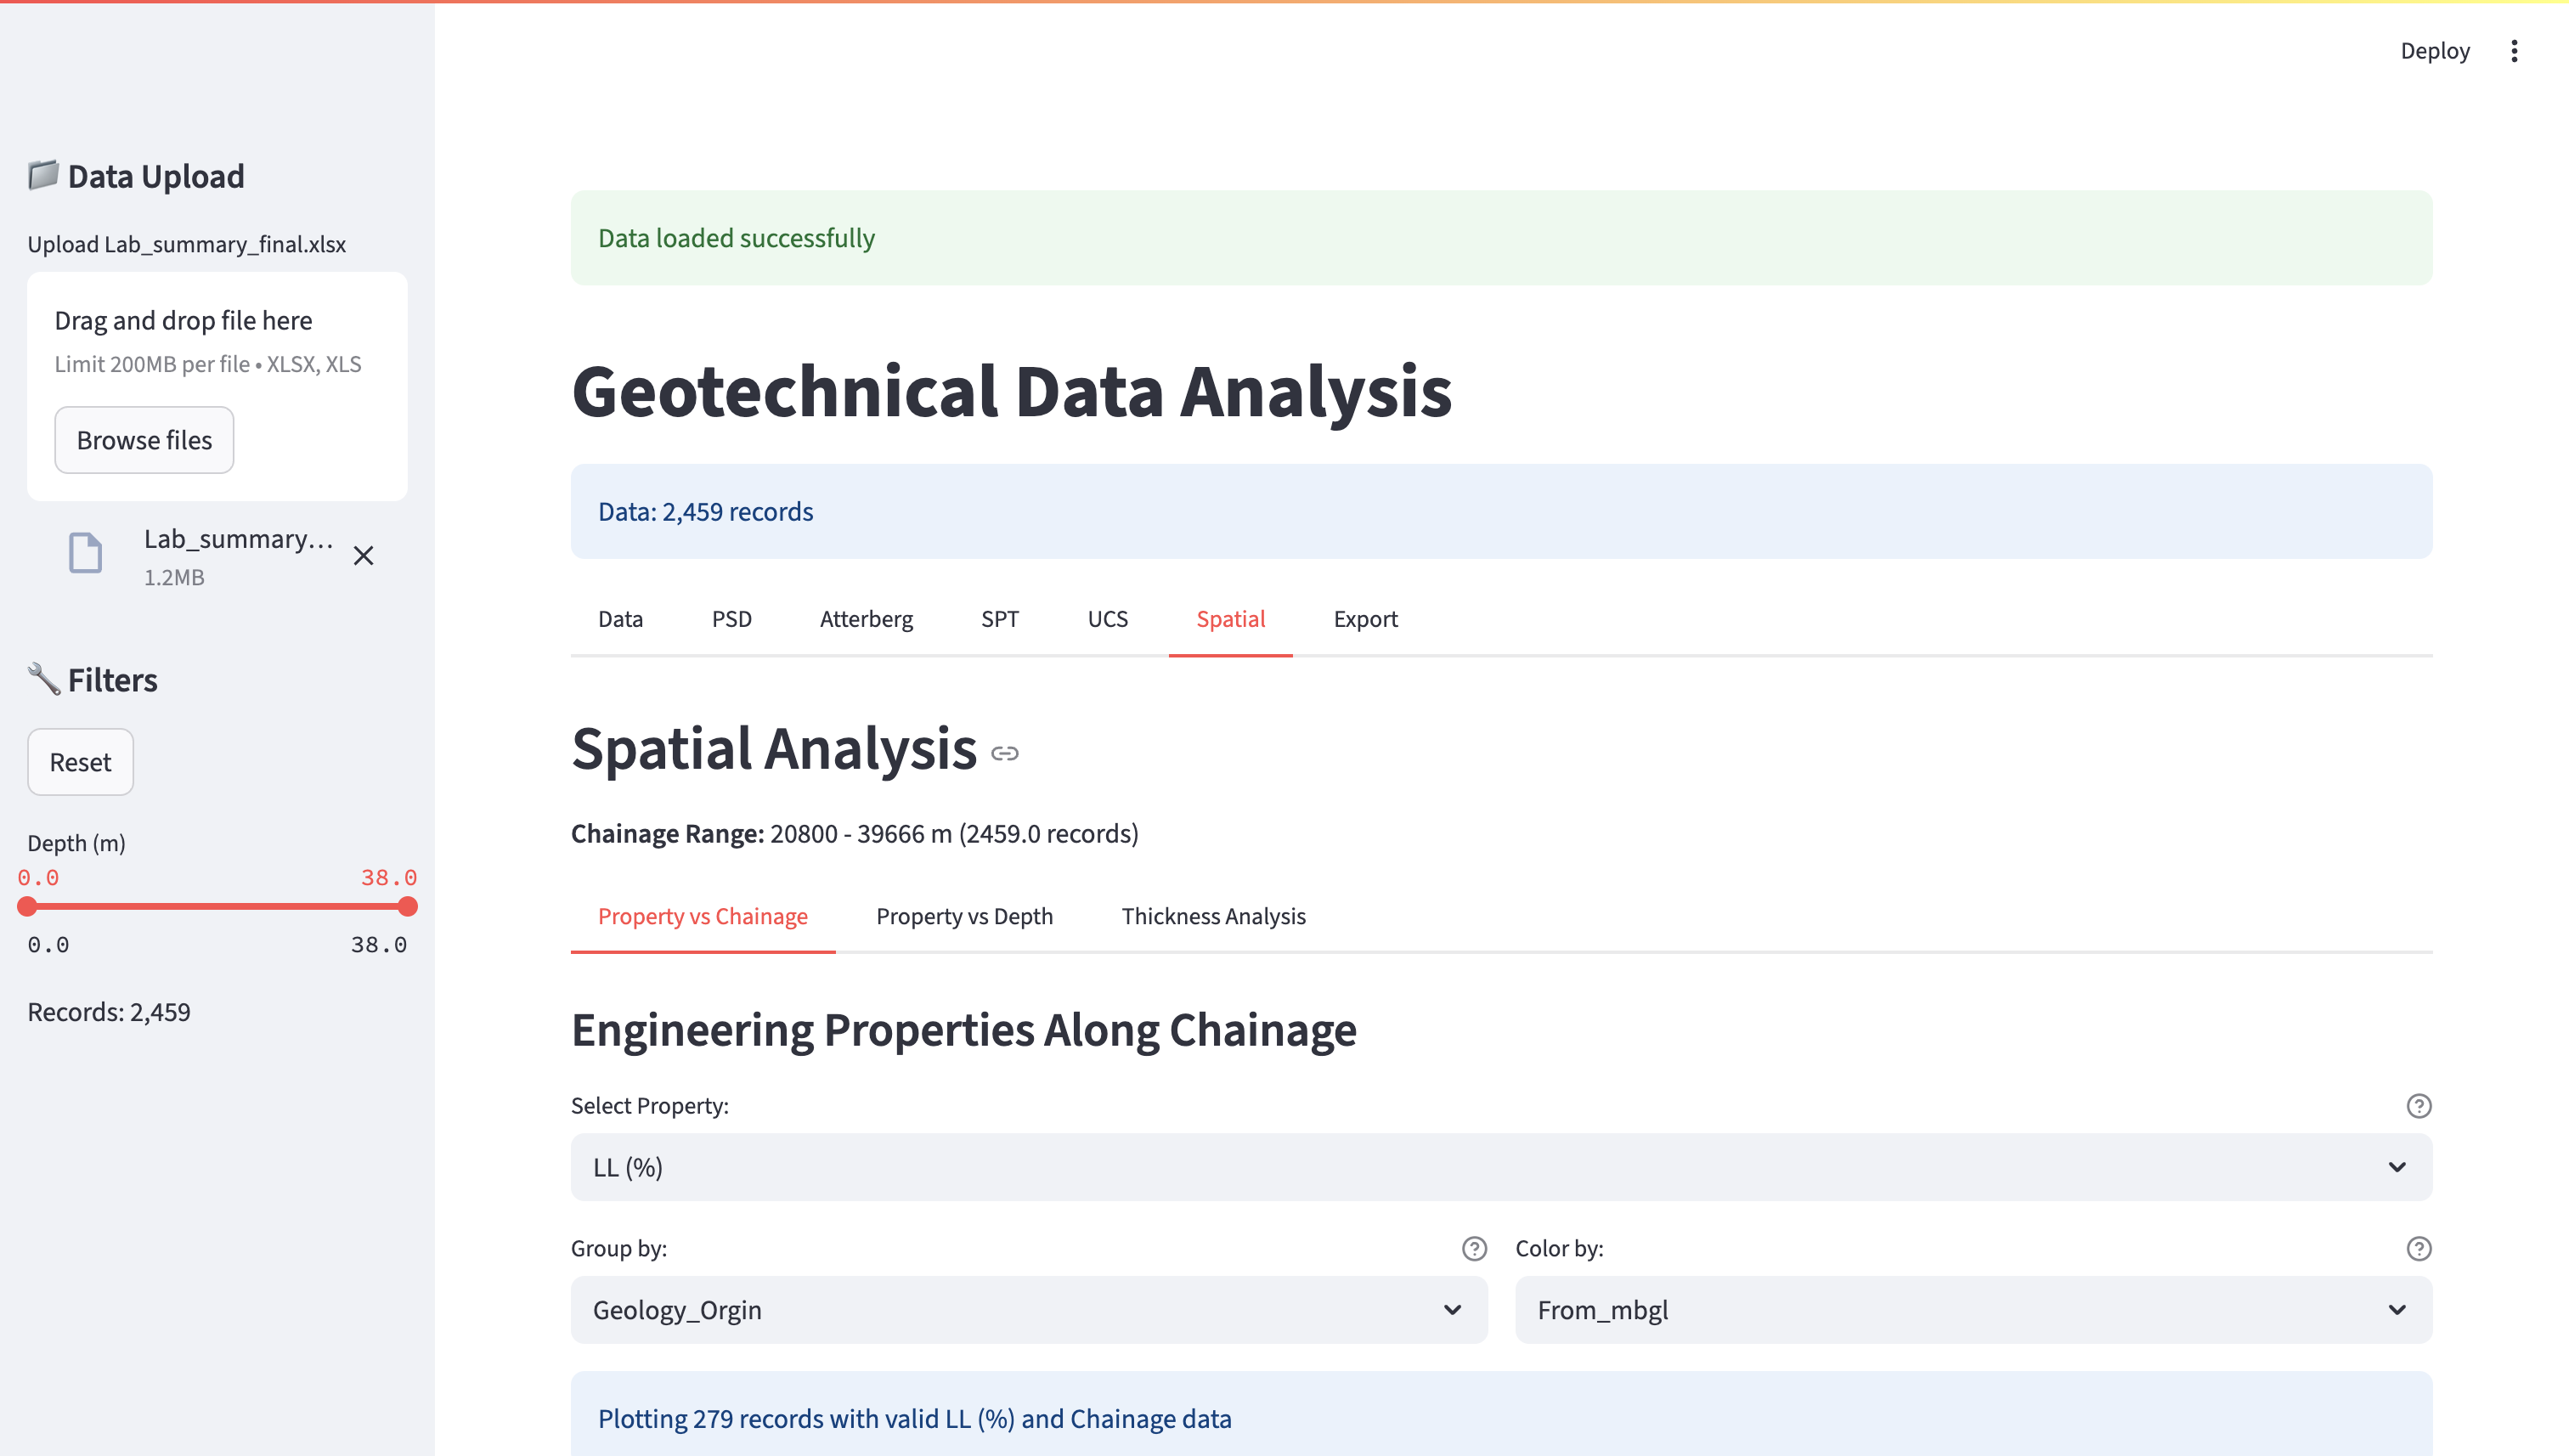 Deploy
Data Upload
Upload Lab_summary_final.xlsx
Drag and drop file here
Limit 200MB per file • XLSX, XLS
Browse files
Lab_summary...
1.2MB
Filters
Reset
Depth (m)
0.0 38.0
0.0 38.0
Records: 2,459
Data loaded successfully
Geotechnical Data Analysis
Data: 2,459 records
Data PSD Atterberg SPT UCS Spatial Export
Spatial Analysis
Chainage Range: 20800 - 39666 m (2459.0 records)
Property vs Chainage Property vs Depth Thickness Analysis
Engineering Properties Along Chainage
Select Property:
LL (%)
Group by: Color by:
Geology_Orgin From_mbgl
Plotting 279 records with valid LL (%) and Chainage data